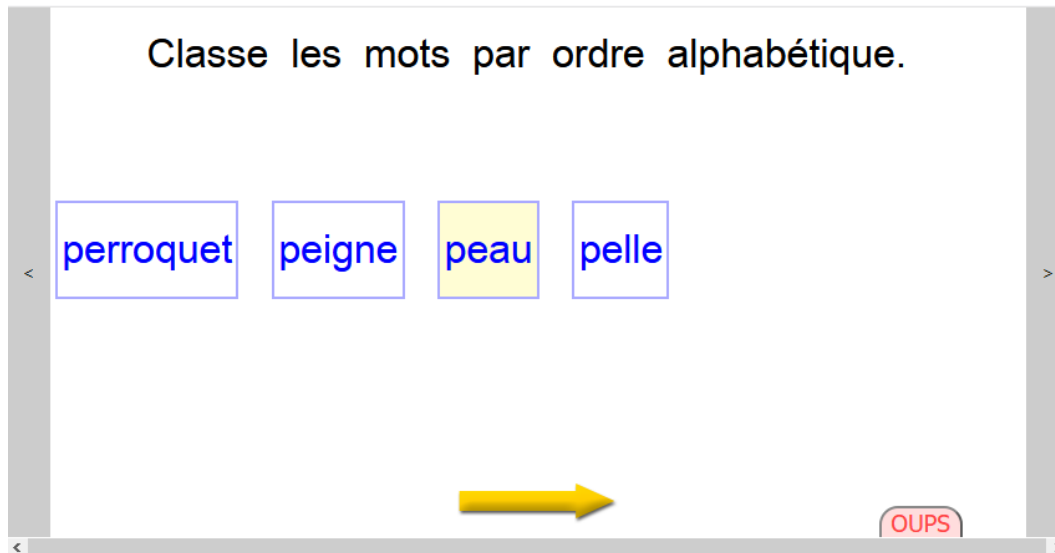 Classe les mots par ordre alphabétique.
perroquet peigne peau pelle
< >
OUPS
<